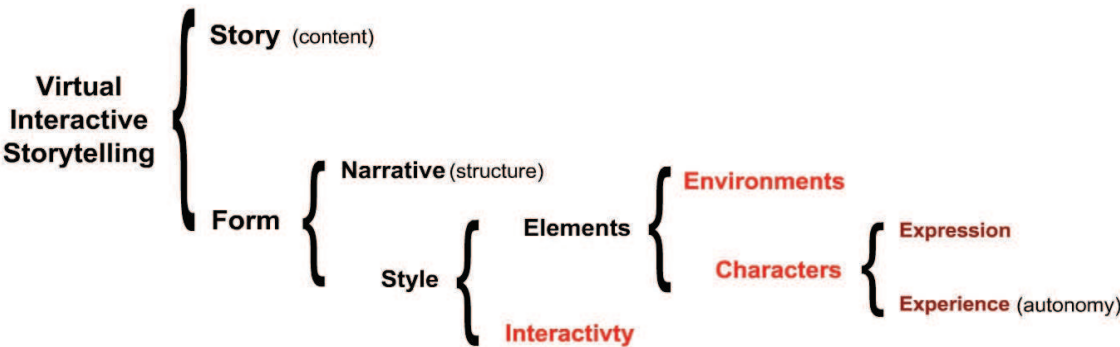 Story (content)
Virtual
Interactive
Storytelling
Narrative (structure)
Environments
Form
Elements
Expression
Characters
Style
Experience (autonomy)
Interactivty